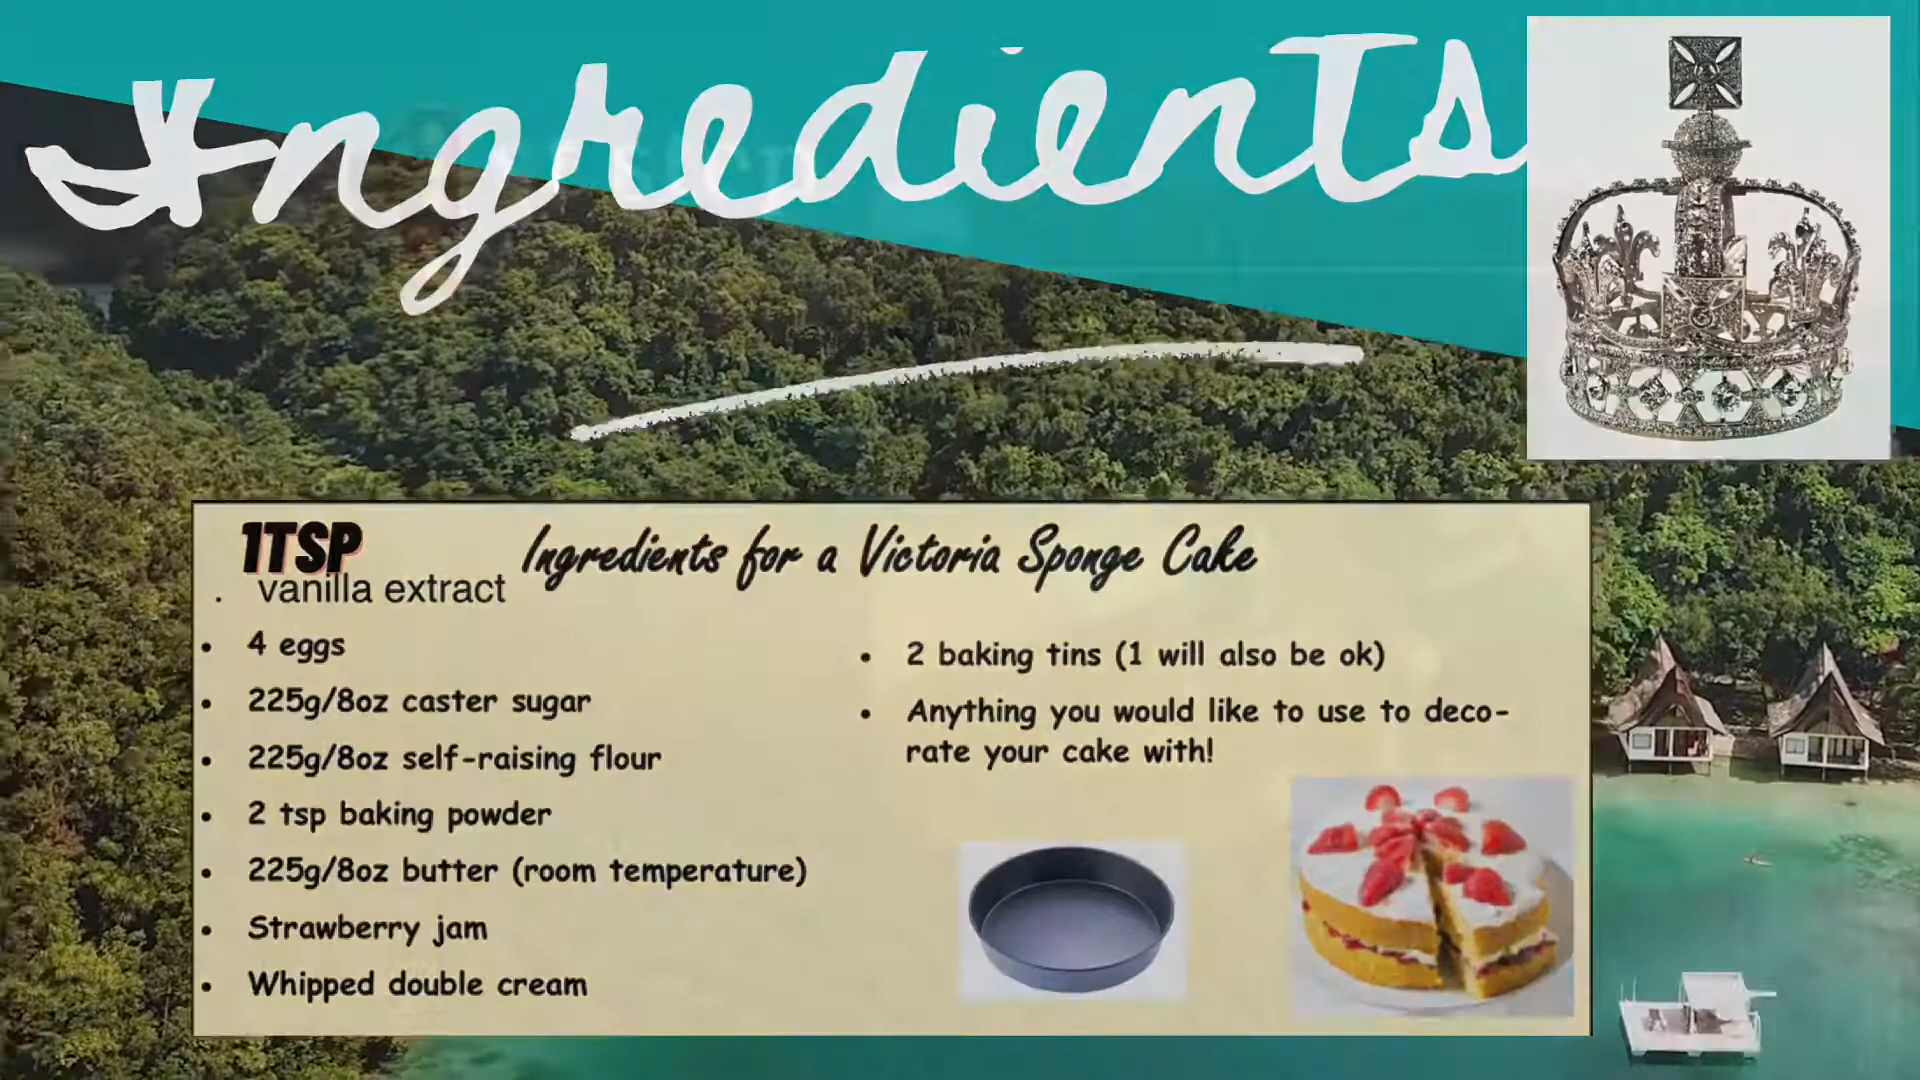 Ingredients
1TSP
Ingredients for a Victoria Sponge Cake
. vanilla extract
• 4 eggs
• 225g/8oz caster sugar
• 225g/8oz self-raising flour
• 2 tsp baking powder
• 225g/8oz butter (room temperature)
• Strawberry jam
• Whipped double cream
• 2 baking tins (1 will also be ok)
• Anything you would like to use to deco-
rate your cake with!